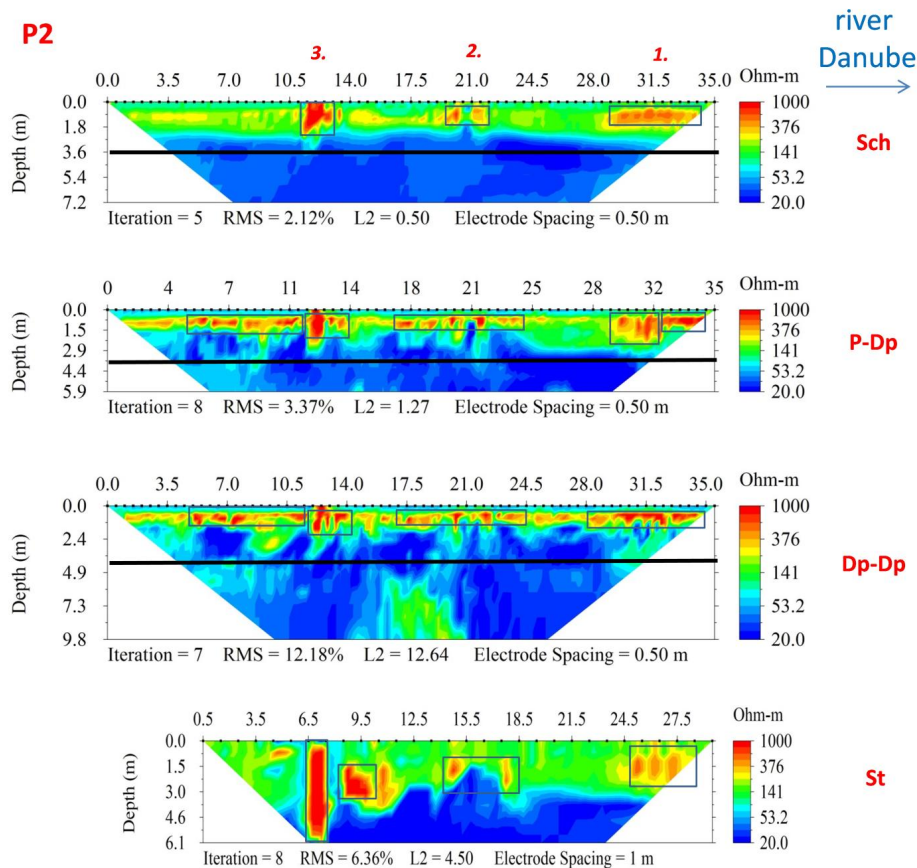 P2
river
Danube
3. 2. 1.
0.0 3.5 7.0 10.5 14.0 17.5 21.0 24.5 28.0 31.5 35.0 Ohm-m
0.0 1000
1.8 376
3.6 141
5.4 53.2
7.2 20.0
Depth (m)
Sch
Iteration = 5 RMS = 2.12% L2 = 0.50 Electrode Spacing = 0.50 m
0 4 7 11 14 18 21 25 29 32 35 Ohm-m
0.0 1000
1.5 376
2.9 141
4.4 53.2
5.9 20.0
Depth (m)
P-Dp
Iteration = 8 RMS = 3.37% L2 = 1.27 Electrode Spacing = 0.50 m
0.0 3.5 7.0 10.5 14.0 17.5 21.0 24.5 28.0 31.5 35.0 Ohm-m
0.0 1000
2.4 376
4.9 141
7.3 53.2
9.8 20.0
Depth (m)
Dp-Dp
Iteration = 7 RMS = 12.18% L2 = 12.64 Electrode Spacing = 0.50 m
0.5 3.5 6.5 9.5 12.5 15.5 18.5 21.5 24.5 27.5 Ohm-m
0.0 1000
1.5 376
3.0 141
4.6 53.2
6.1 20.0
Depth (m)
St
Iteration = 8 RMS = 6.36% L2 = 4.50 Electrode Spacing = 1 m